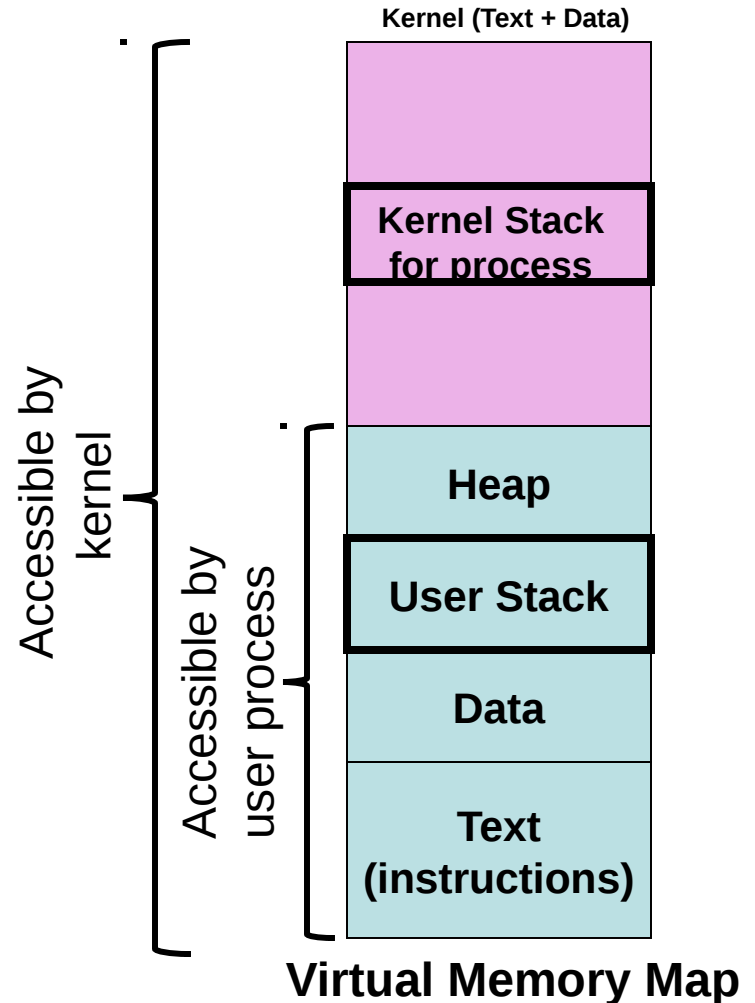 Kernel (Text + Data)
Kernel Stack
for process
Accessible by
kernel
Heap
Accessible by
user process
User Stack
Data
Text
(instructions)
Virtual Memory Map